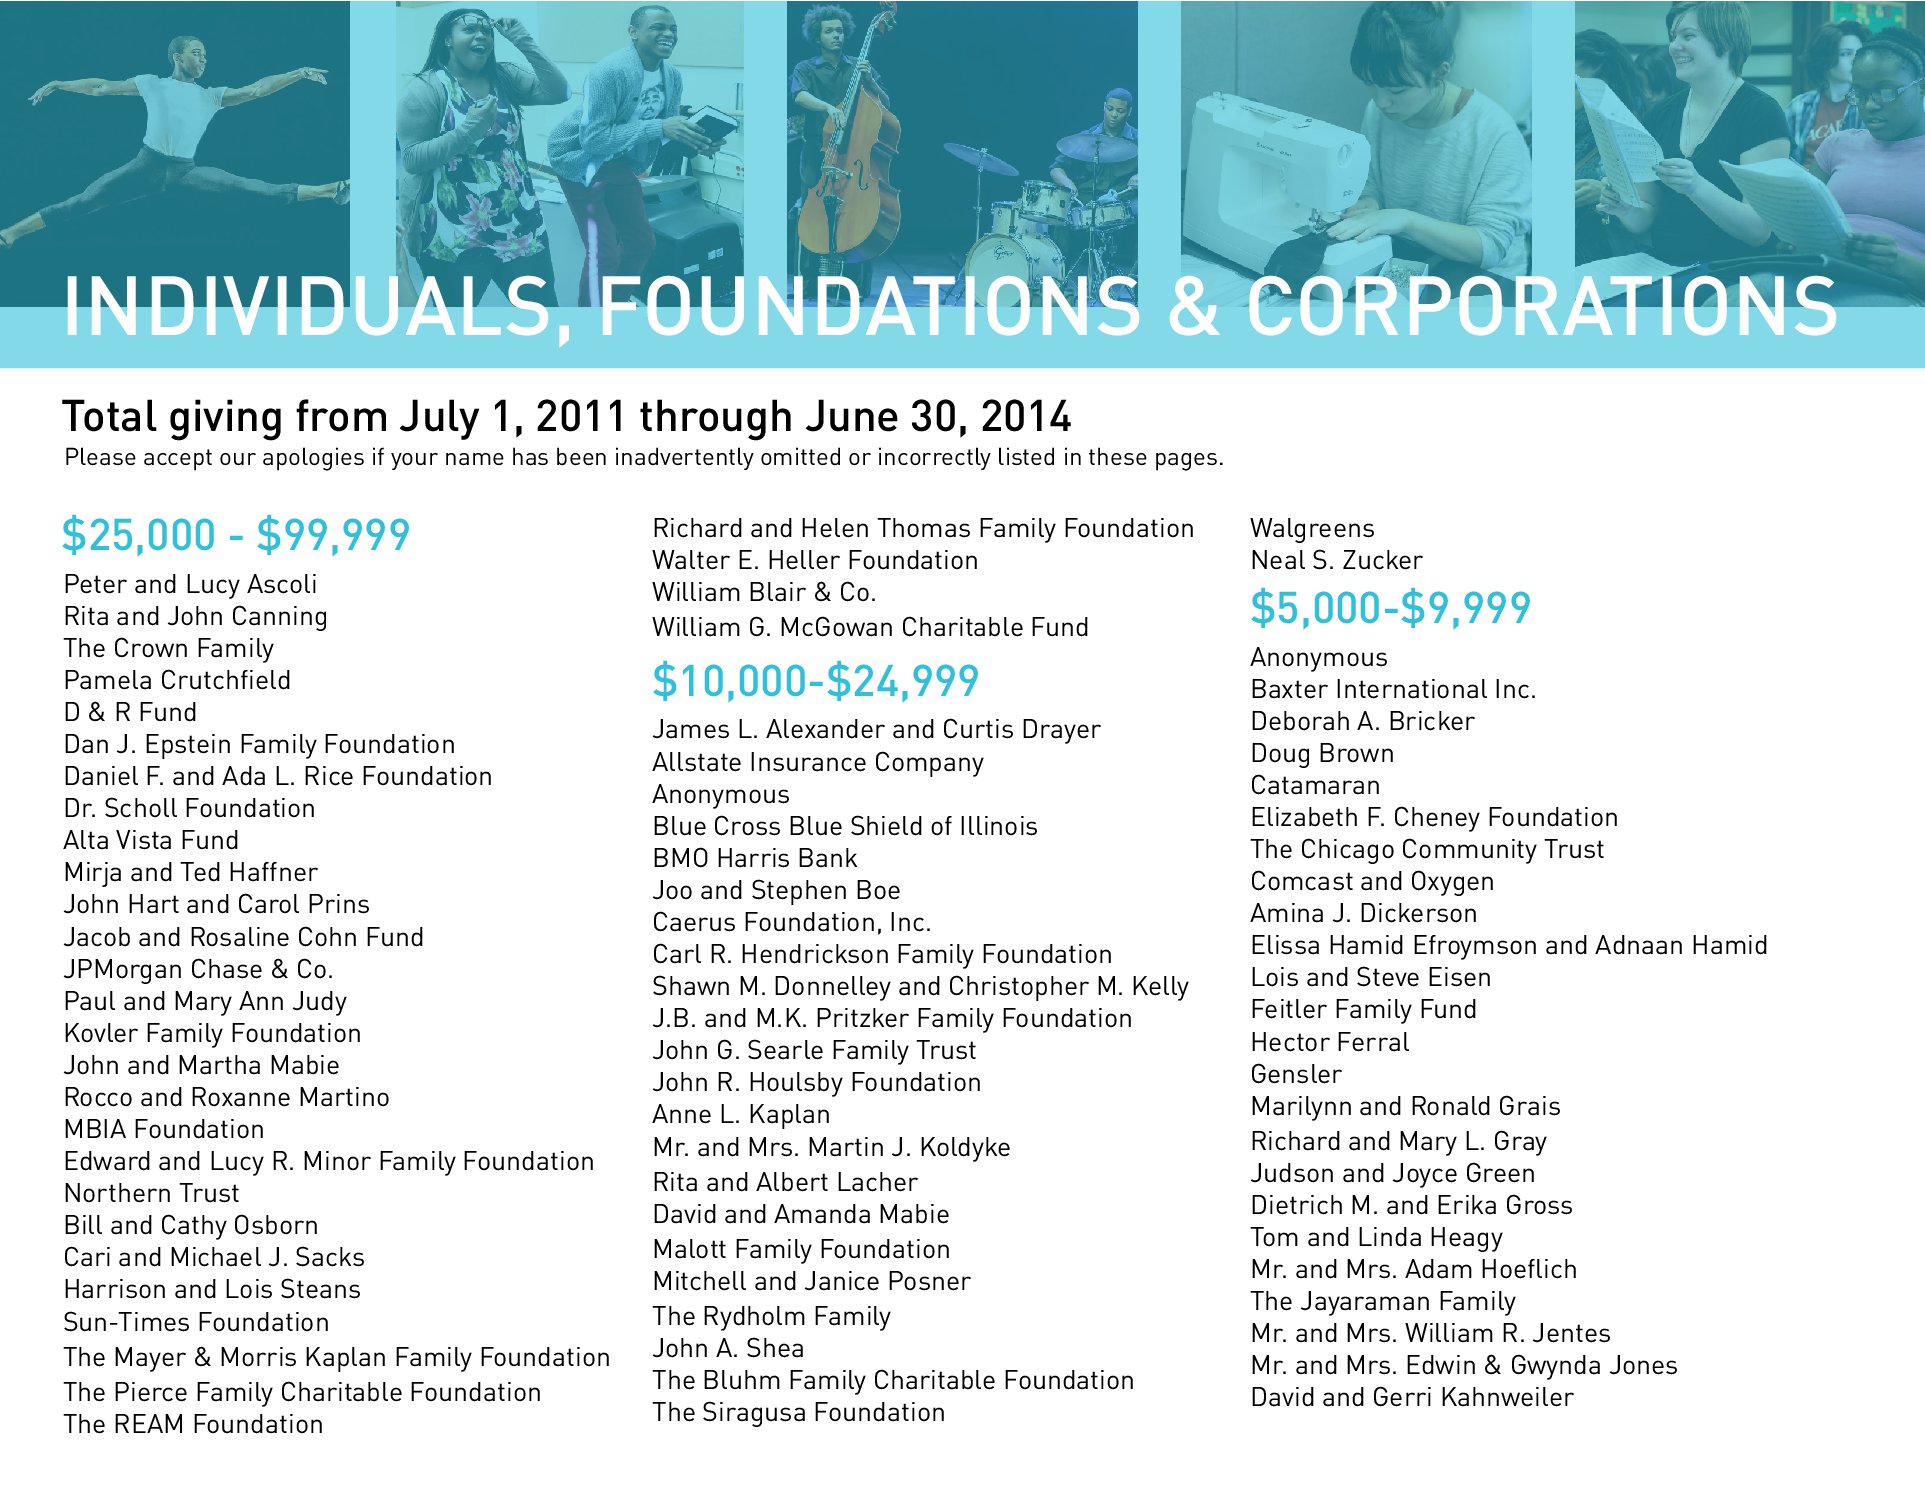 INDIVIDUALS, FOUNDATIONS & CORPORATIONS
Total giving from July 1, 2011 through June 30, 2014
Please accept our apologies if your name has been inadvertently omitted or incorrectly listed in these pages.
$25,000 - $99,999
Peter and Lucy Ascoli
Rita and John Canning
The Crown Family
Pamela Crutchfield
D & R Fund
Dan J. Epstein Family Foundation
Daniel F. and Ada L. Rice Foundation
Dr. Scholl Foundation
Alta Vista Fund
Mirja and Ted Haffner
John Hart and Carol Prins
Jacob and Rosaline Cohn Fund
JPMorgan Chase & Co.
Paul and Mary Ann Judy
Kovler Family Foundation
John and Martha Mabie
Rocco and Roxanne Martino
MBIA Foundation
Edward and Lucy R. Minor Family Foundation
Northern Trust
Bill and Cathy Osborn
Cari and Michael J. Sacks
Harrison and Lois Steans
Sun-Times Foundation
The Mayer & Morris Kaplan Family Foundation
The Pierce Family Charitable Foundation
The REAM Foundation
Richard and Helen Thomas Family Foundation
Walter E. Heller Foundation
William Blair & Co.
William G. McGowan Charitable Fund
$10,000-$24,999
James L. Alexander and Curtis Drayer
Allstate Insurance Company
Anonymous
Blue Cross Blue Shield of Illinois
BMO Harris Bank
Joo and Stephen Boe
Caerus Foundation, Inc.
Carl R. Hendrickson Family Foundation
Shawn M. Donnelley and Christopher M. Kelly
J.B. and M.K. Pritzker Family Foundation
John G. Searle Family Trust
John R. Houlsby Foundation
Anne L. Kaplan
Mr. and Mrs. Martin J. Koldyke
Rita and Albert Lacher
David and Amanda Mabie
Malott Family Foundation
Mitchell and Janice Posner
The Rydholm Family
John A. Shea
The Bluhm Family Charitable Foundation
The Siragusa Foundation
Walgreens
Neal S. Zucker
$5,000-$9,999
Anonymous
Baxter International Inc.
Deborah A. Bricker
Doug Brown
Catamaran
Elizabeth F. Cheney Foundation
The Chicago Community Trust
Comcast and Oxygen
Amina J. Dickerson
Elissa Hamid Efroymson and Adnaan Hamid
Lois and Steve Eisen
Feitler Family Fund
Hector Ferral
Gensler
Marilynn and Ronald Grais
Richard and Mary L. Gray
Judson and Joyce Green
Dietrich M. and Erika Gross
Tom and Linda Heagy
Mr. and Mrs. Adam Hoeflich
The Jayaraman Family
Mr. and Mrs. William R. Jentes
Mr. and Mrs. Edwin & Gwynda Jones
David and Gerri Kahnweiler